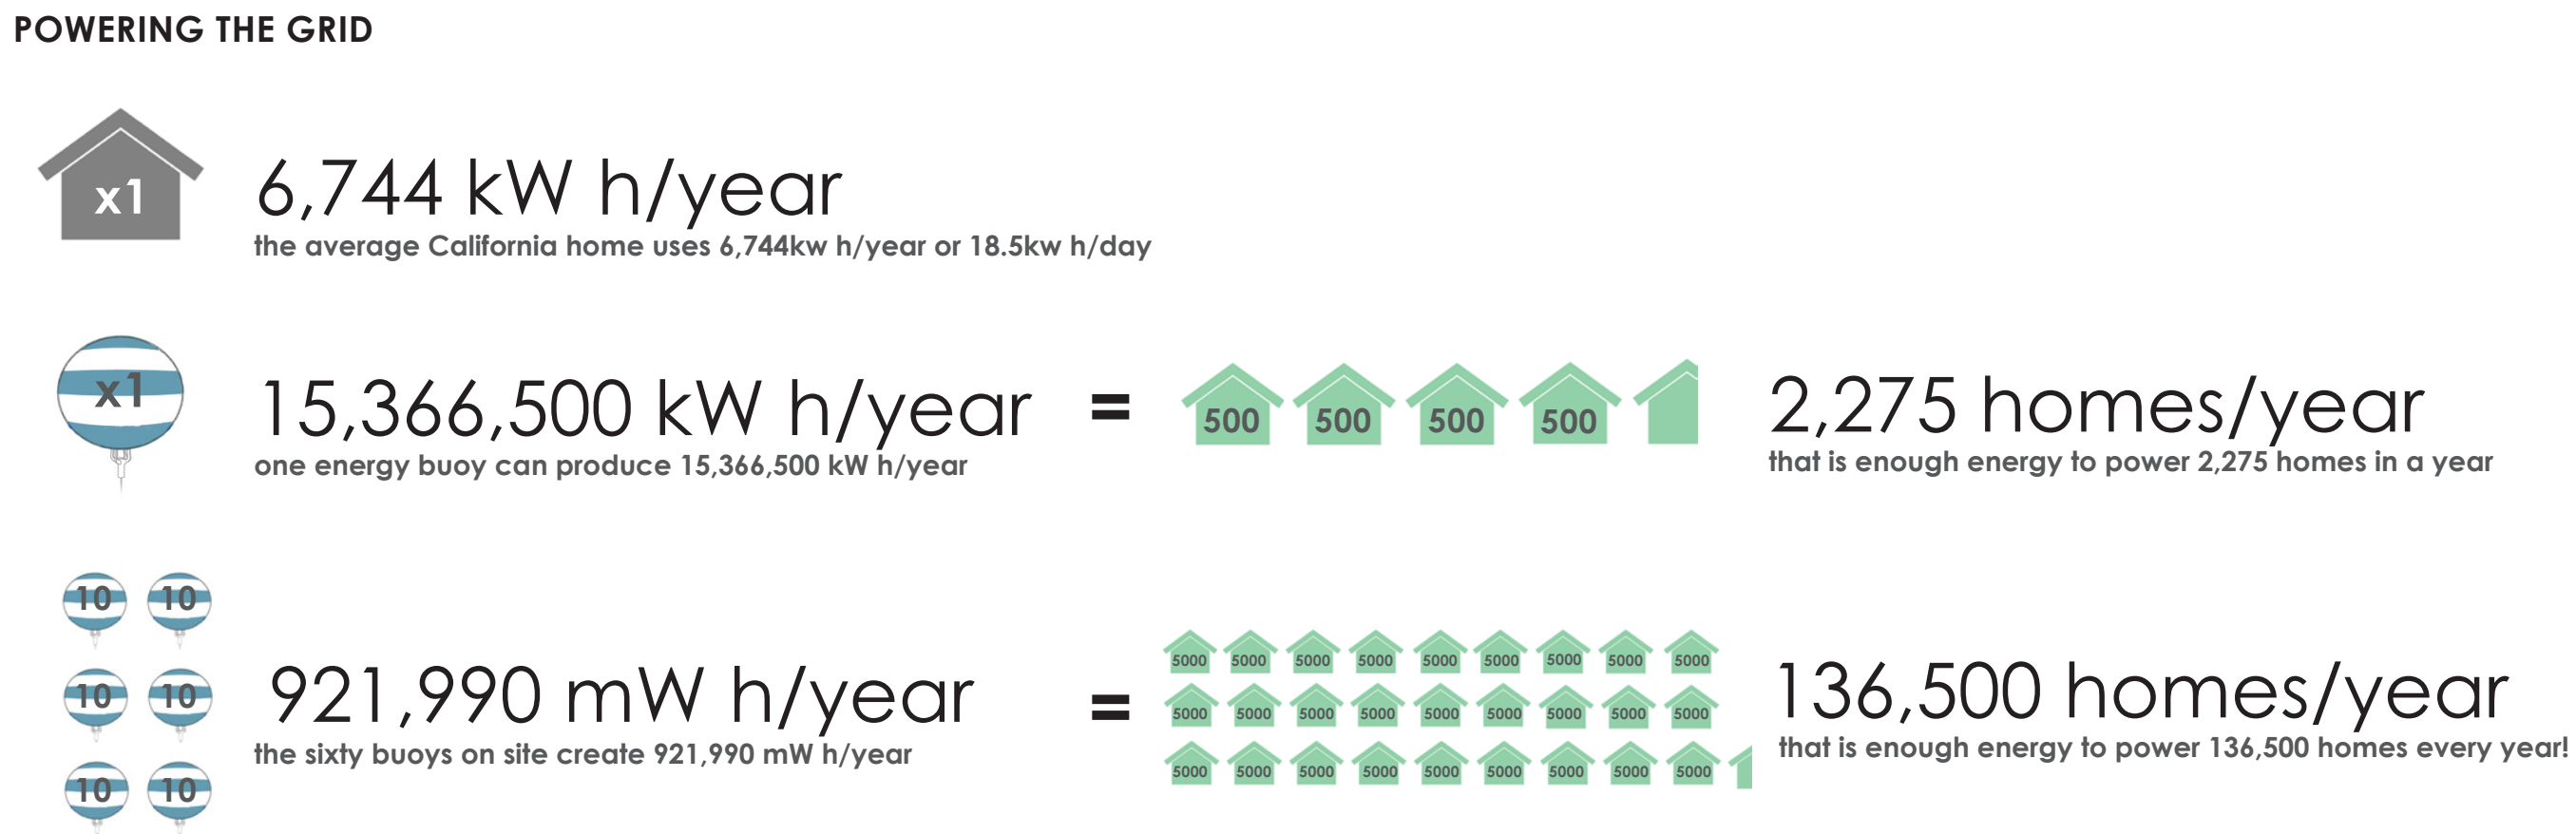 POWERING THE GRID
x1
6,744 kW h/year
the average California home uses 6,744kw h/year or 18.5kw h/day
x1
15,366,500 kW h/year
one energy buoy can produce 15,366,500 kW h/year
=
500 500 500 500
2,275 homes/year
that is enough energy to power 2,275 homes in a year
10 10
10 10
10 10
921,990 mW h/year
the sixty buoys on site create 921,990 mW h/year
=
5000 5000 5000 5000 5000 5000 5000 5000 5000
5000 5000 5000 5000 5000 5000 5000 5000 5000
5000 5000 5000 5000 5000 5000 5000 5000 5000
136,500 homes/year
that is enough energy to power 136,500 homes every year!